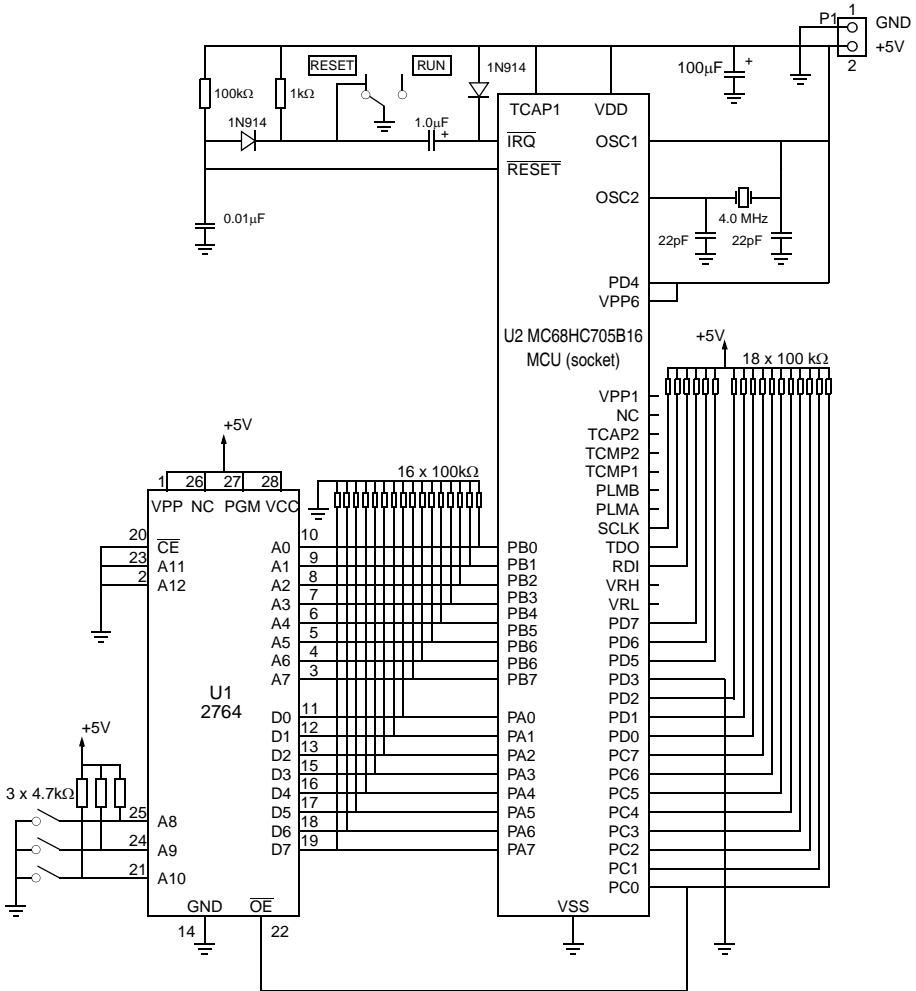 P1
1
GND
+5V
2
RESET
RUN
1N914
100µF
+
100kΩ
1kΩ
1N914
1.0µF
+
TCAP1
VDD
IRQ
OSC1
RESET
OSC2
4.0 MHz
0.01µF
22pF
22pF
PD4
VPP6
U2 MC68HC705B16
MCU (socket)
+5V
18 x 100 kΩ
VPP1
NC
TCAP2
TCMP2
TCMP1
PLMB
PLMA
SCLK
TDO
RDI
VRH
VRL
PD7
PD6
PD5
PD3
PD2
PD1
PD0
PC7
PC6
PC5
PC4
PC3
PC2
PC1
PC0
+5V
16 x 100kΩ
1
26
27
28
VPP
NC
PGM
VCC
20
CE
23
A11
2
A12
A0
10
PB0
A1
9
PB1
A2
8
PB2
A3
7
PB3
A4
6
PB4
A5
5
PB5
A6
4
PB6
PB6
A7
3
PB7
U1
2764
D0
11
PA0
D1
12
PA1
D2
13
PA2
D3
15
PA3
D4
16
PA4
D5
17
PA5
D6
18
PA6
D7
19
PA7
+5V
3 x 4.7kΩ
25
A8
24
A9
21
A10
GND
OE
14
22
VSS